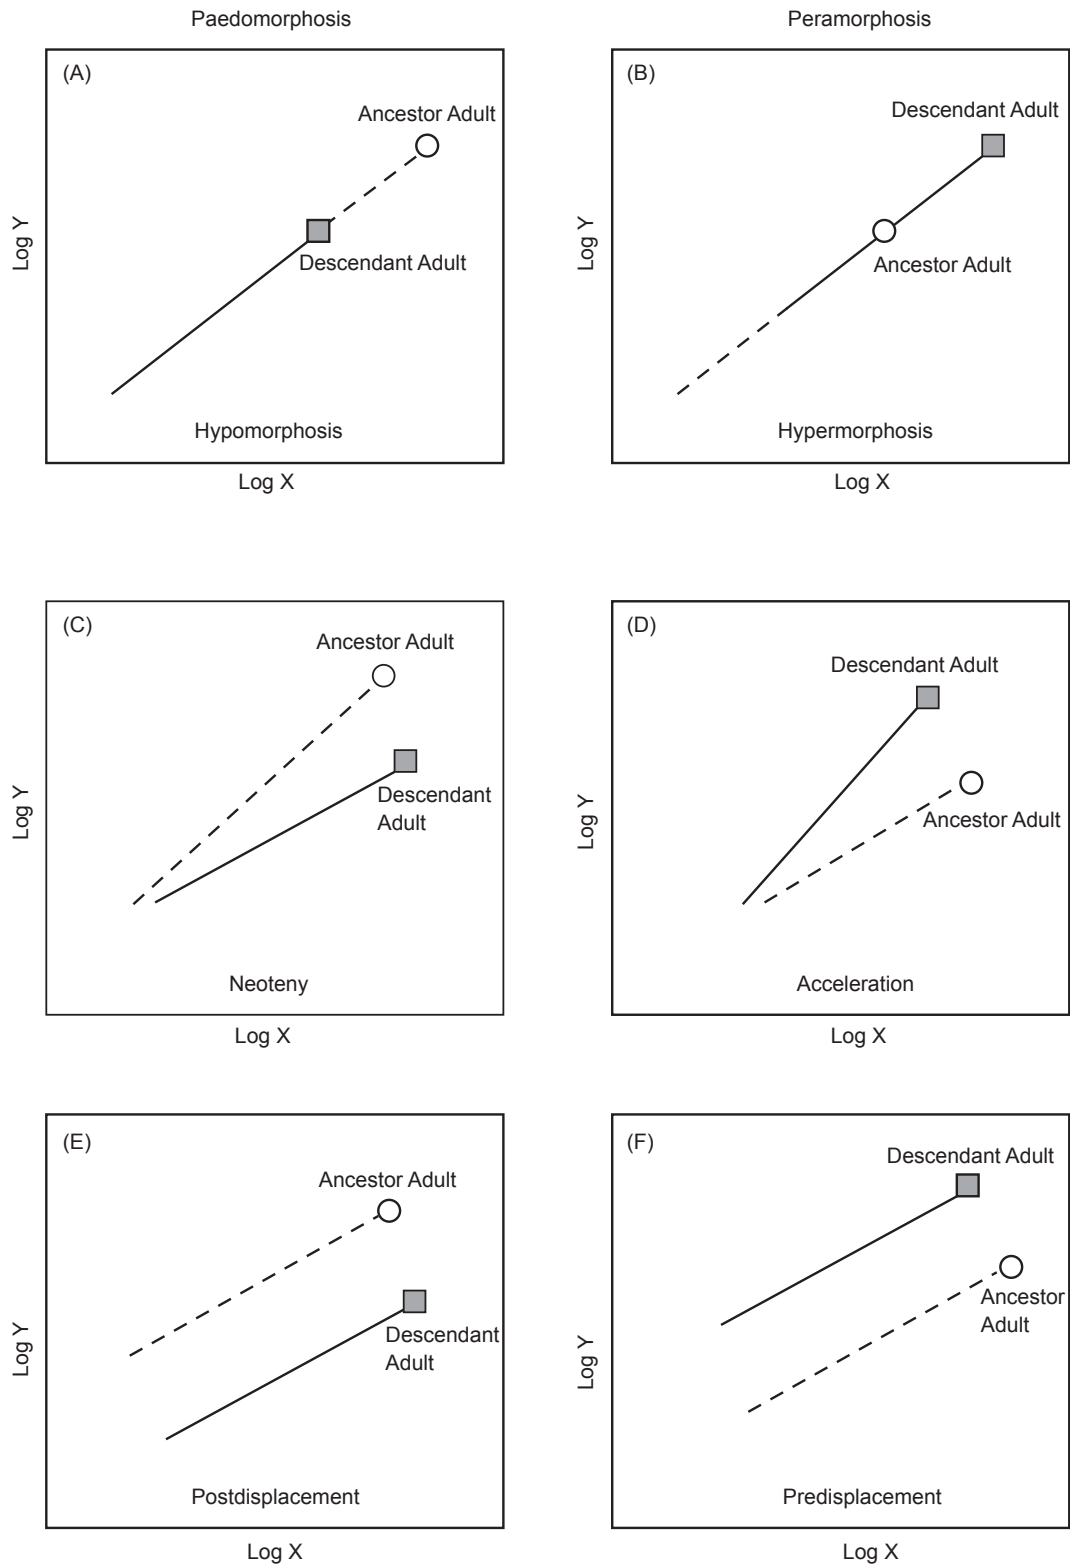 Paedomorphosis
Peramorphosis
(A)
Ancestor Adult
Descendant Adult
Hypomorphosis
Log Y
Log X
(B)
Descendant Adult
Ancestor Adult
Hypermorphosis
Log Y
Log X
(C)
Ancestor Adult
Descendant
Adult
Neoteny
Log Y
Log X
(D)
Descendant Adult
Ancestor Adult
Acceleration
Log Y
Log X
(E)
Ancestor Adult
Descendant
Adult
Postdisplacement
Log Y
Log X
(F)
Descendant Adult
Ancestor
Adult
Predisplacement
Log Y
Log X